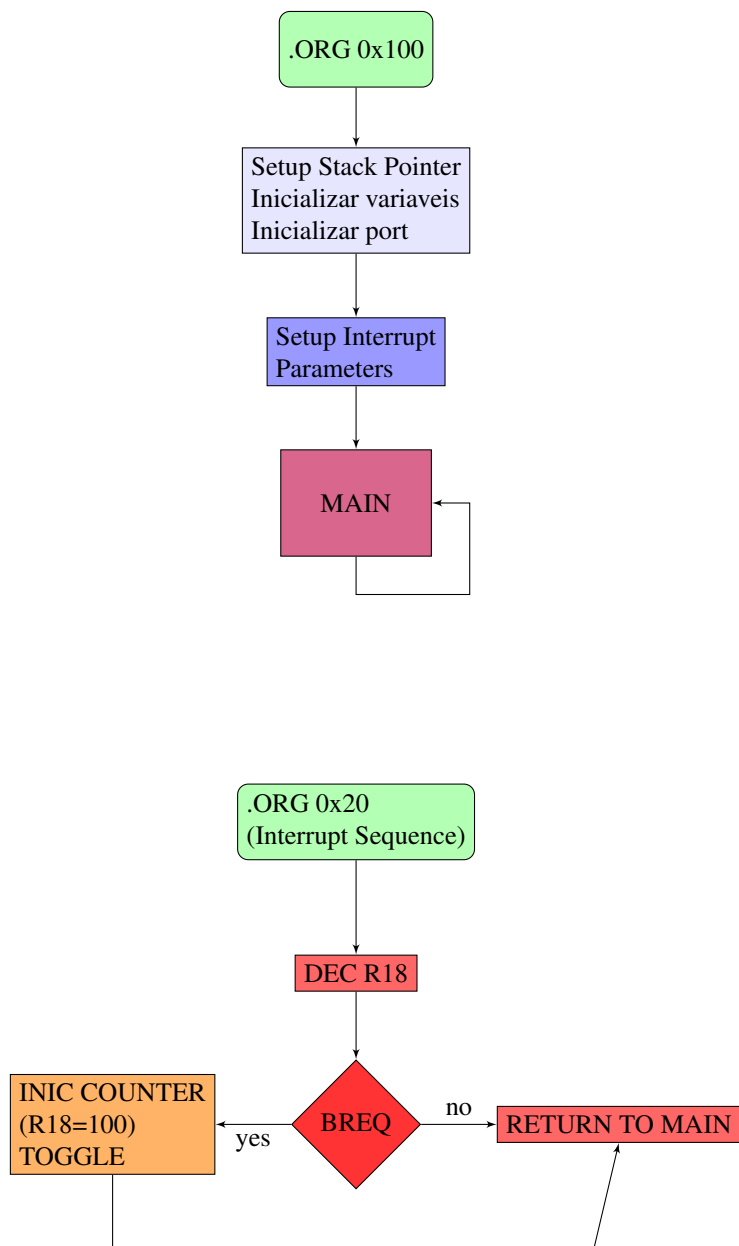 .ORG 0x100
Setup Stack Pointer
Inicializar variaveis
Inicializar port
Setup Interrupt
Parameters
MAIN
.ORG 0x20
(Interrupt Sequence)
DEC R18
INIC COUNTER
(R18=100)
TOGGLE
yes
BREQ
no
RETURN TO MAIN